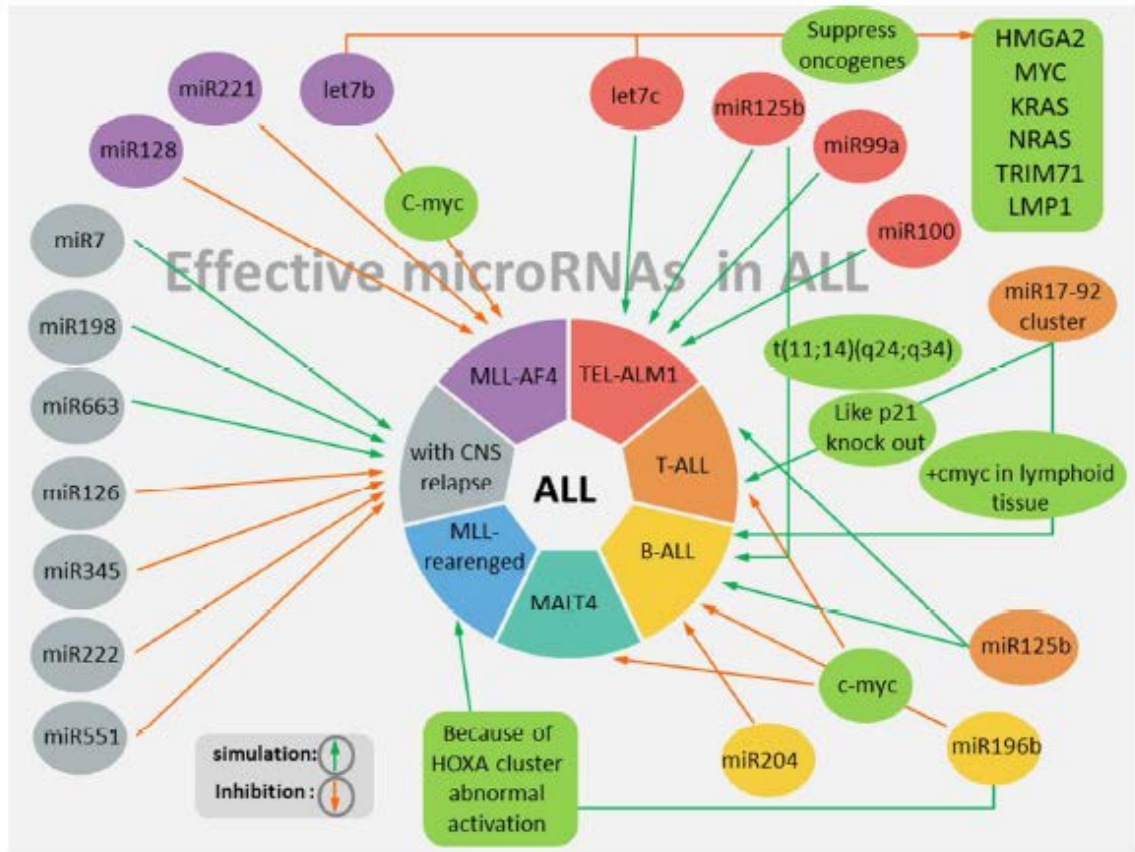 Suppress
oncogenes
HMGA2
MYC
KRAS
NRAS
TRIM71
LMP1
miR221
let7b
let7c
miR125b
miR128
miR99a
C-myc
miR7
miR100
Effective microRNAs in ALL
miR17-92
cluster
miR198
t(11;14)(q24;q34)
MLL-AF4
TEL-ALM1
miR663
Like p21
knock out
with CNS
relapse
T-ALL
ALL
+cmyc in lymphoid
tissue
miR126
MLL-
rearenged
B-ALL
miR345
MAIT4
miR222
miR125b
c-myc
miR551
Because of
HOXA cluster
abnormal
activation
miR204
miR196b
simulation:
Inhibition :